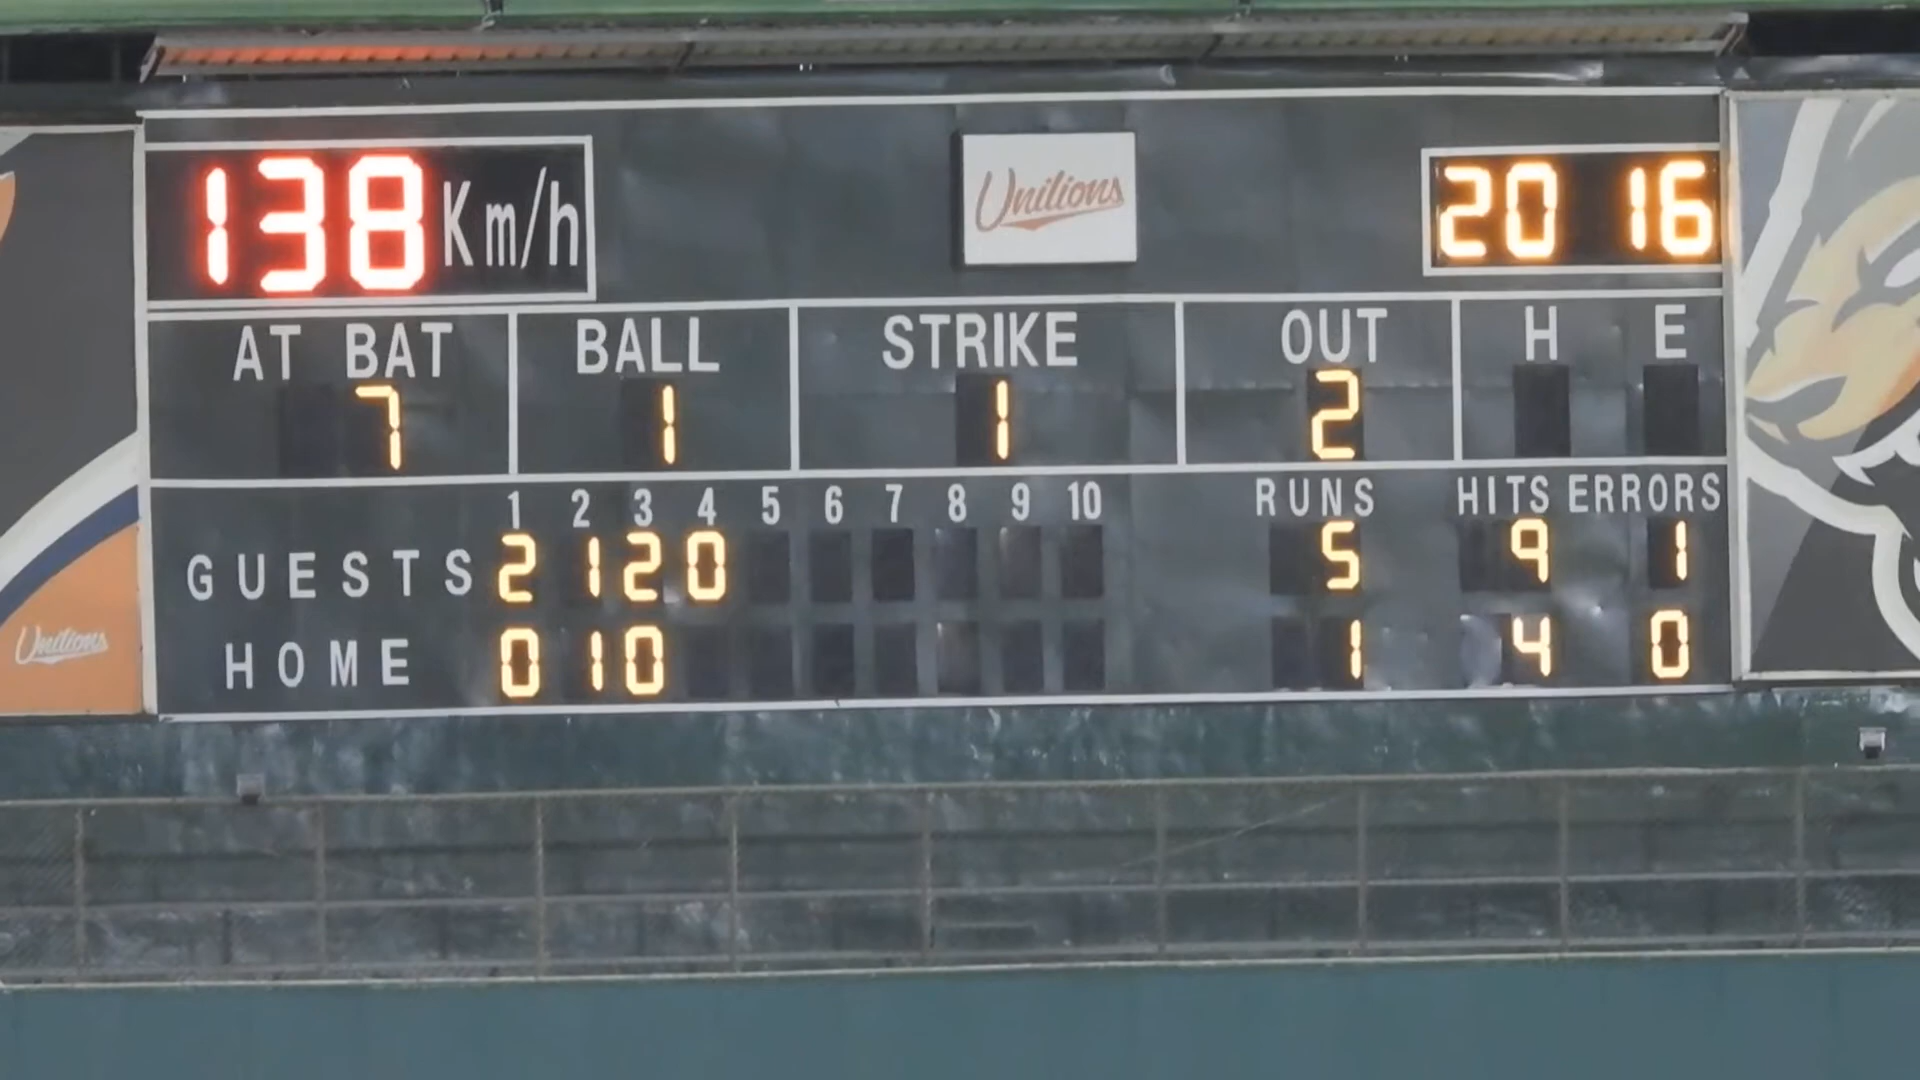 138 Km/h
Unilions
20 16
AT BAT BALL STRIKE OUT H E
7 1 1 2
1 2 3 4 5 6 7 8 9 10 RUNS HITS ERRORS
GUESTS 2 1 2 0 5 9 1
HOME 0 1 0 1 4 0
Unilions